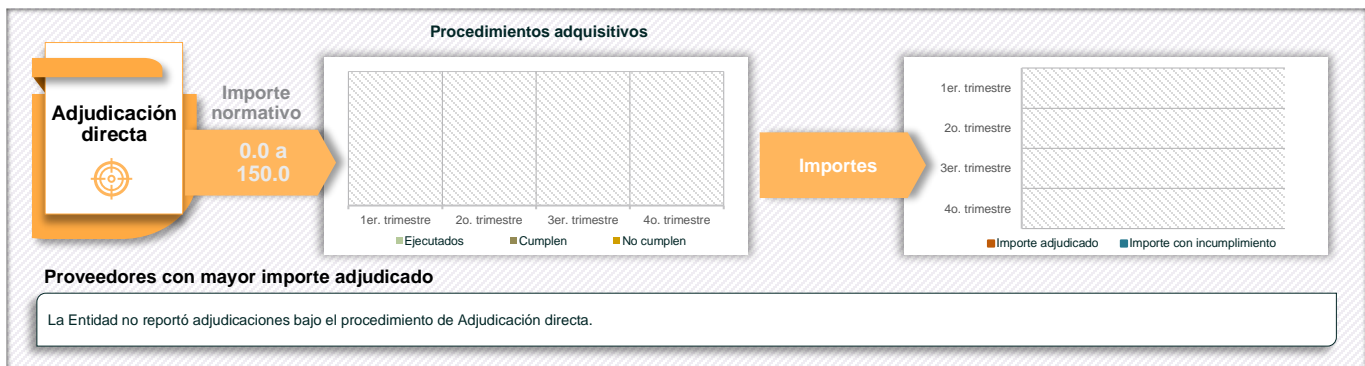 Procedimientos adquisitivos
Adjudicación
directa
Importe
normativo
0.0 a
150.0
1er. trimestre
2o. trimestre
3er. trimestre
4o. trimestre
Ejecutados
Cumplen
No cumplen
Importes
1er. trimestre
2o. trimestre
3er. trimestre
4o. trimestre
Importe adjudicado
Importe con incumplimiento
Proveedores con mayor importe adjudicado
La Entidad no reportó adjudicaciones bajo el procedimiento de Adjudicación directa.